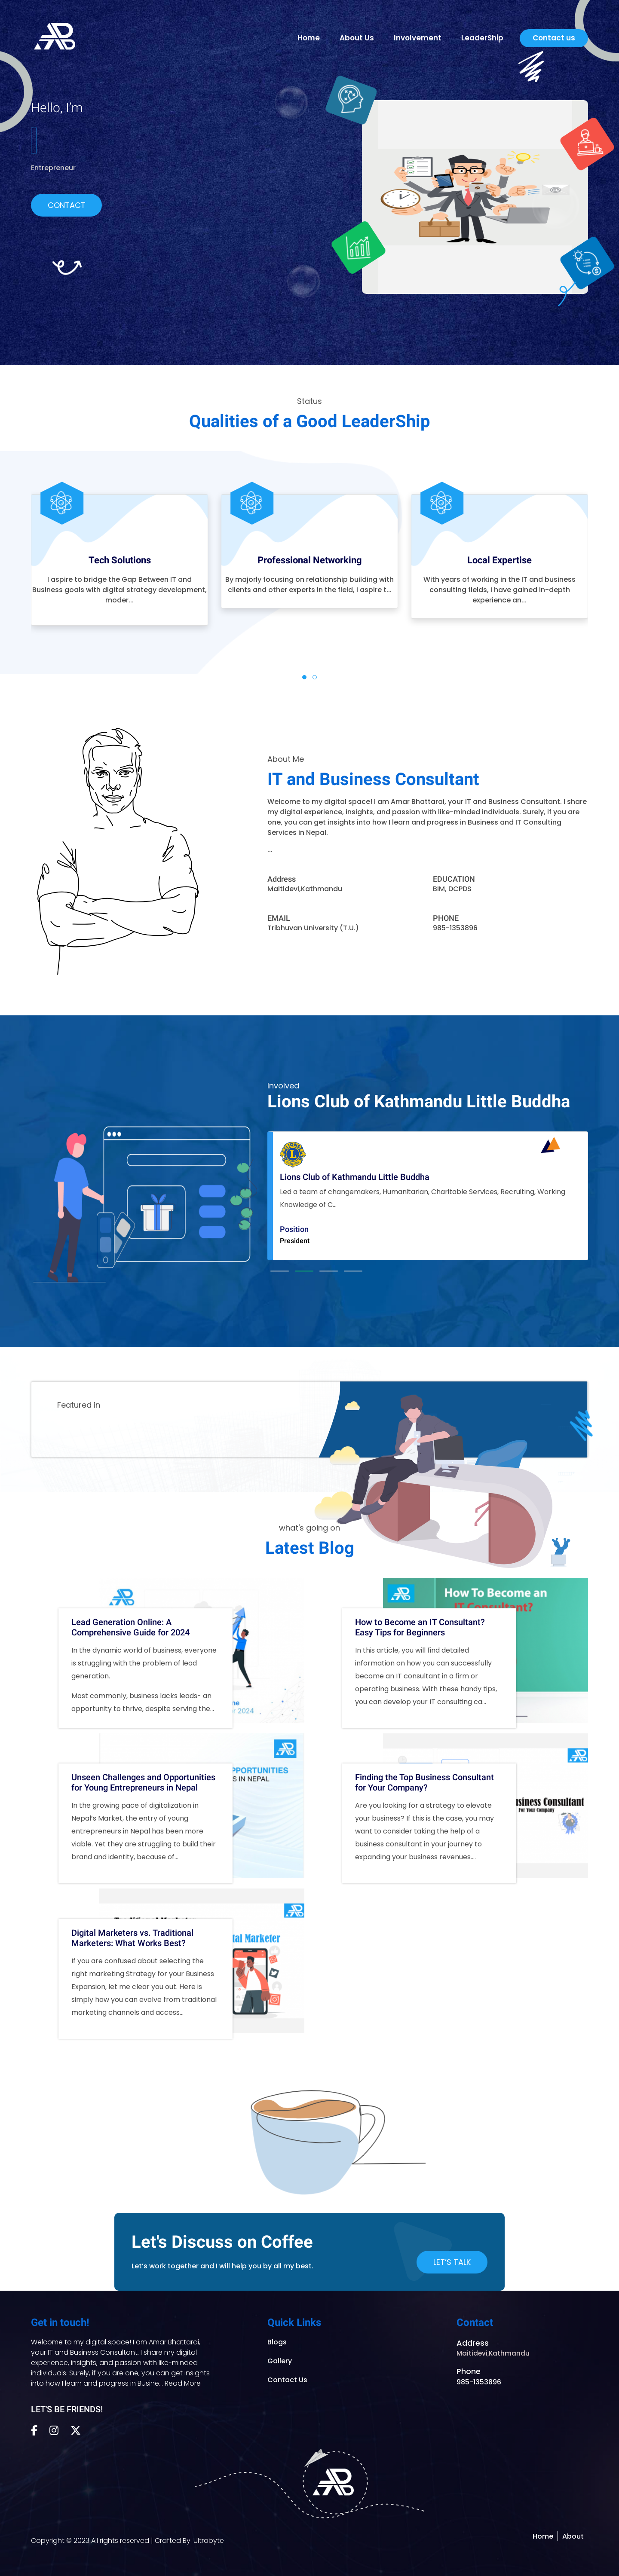 Home
About Us
Involvement
LeaderShip
Contact us
Hello, I'm
Entrepreneur
CONTACT
Status
Qualities of a Good LeaderShip
Tech Solutions
I aspire to bridge the Gap Between IT and
Business goals with digital strategy development,
moder...
Professional Networking
By majorly focusing on relationship building with
clients and other experts in the field, I aspire t...
Local Expertise
With years of working in the IT and business
consulting fields, I have gained in-depth
experience an...
About Me
IT and Business Consultant
Welcome to my digital space! I am Amar Bhattarai, your IT and Business Consultant. I share
my digital experience, insights, and passion with like-minded individuals. Surely, if you are
one, you can get insights into how I learn and progress in Business and IT Consulting
Services in Nepal.
...
Address
Maitidevi,Kathmandu
EDUCATION
BIM, DCPDS
EMAIL
Tribhuvan University (T.U.)
PHONE
985-1353896
Involved
Lions Club of Kathmandu Little Buddha
Lions Club of Kathmandu Little Buddha
Led a team of changemakers, Humanitarian, Charitable Services, Recruiting, Working
Knowledge of C...
Position
President
Featured in
what's going on
Latest Blog
Lead Generation Online: A
Comprehensive Guide for 2024
In the dynamic world of business, everyone
is struggling with the problem of lead
generation.
Most commonly, business lacks leads- an
opportunity to thrive, despite serving the...
2024
How To Become an
IT Consultant?
How to Become an IT Consultant?
Easy Tips for Beginners
In this article, you will find detailed
information on how you can successfully
become an IT consultant in a firm or
operating business. With these handy tips,
you can develop your IT consulting ca...
Unseen Challenges and Opportunities
for Young Entrepreneurs in Nepal
In the growing pace of digitalization in
Nepal's Market, the entry of young
entrepreneurs in Nepal has been more
viable. Yet they are struggling to build their
brand and identity, because of...
IN NEPAL
Finding the Top Business Consultant
for Your Company?
Are you looking for a strategy to elevate
your business? If this is the case, you may
want to consider taking the help of a
business consultant in your journey to
expanding your business revenues....
Consultant
For Your Company
Digital Marketers vs. Traditional
Marketers: What Works Best?
If you are confused about selecting the
right marketing Strategy for your Business
Expansion, let me clear you out. Here is
simply how you can evolve from traditional
marketing channels and access...
Marketer
Let's Discuss on Coffee
Let's work together and I will help you by all my best.
LET'S TALK
Get in touch!
Welcome to my digital space! I am Amar Bhattarai,
your IT and Business Consultant. I share my digital
experience, insights, and passion with like-minded
individuals. Surely, if you are one, you can get insights
into how I learn and progress in Busine... Read More
LET'S BE FRIENDS!
Quick Links
Blogs
Gallery
Contact Us
Contact
Address
Maitidevi,Kathmandu
Phone
985-1353896
Copyright © 2023.All rights reserved | Crafted By: Ultrabyte
Home
About